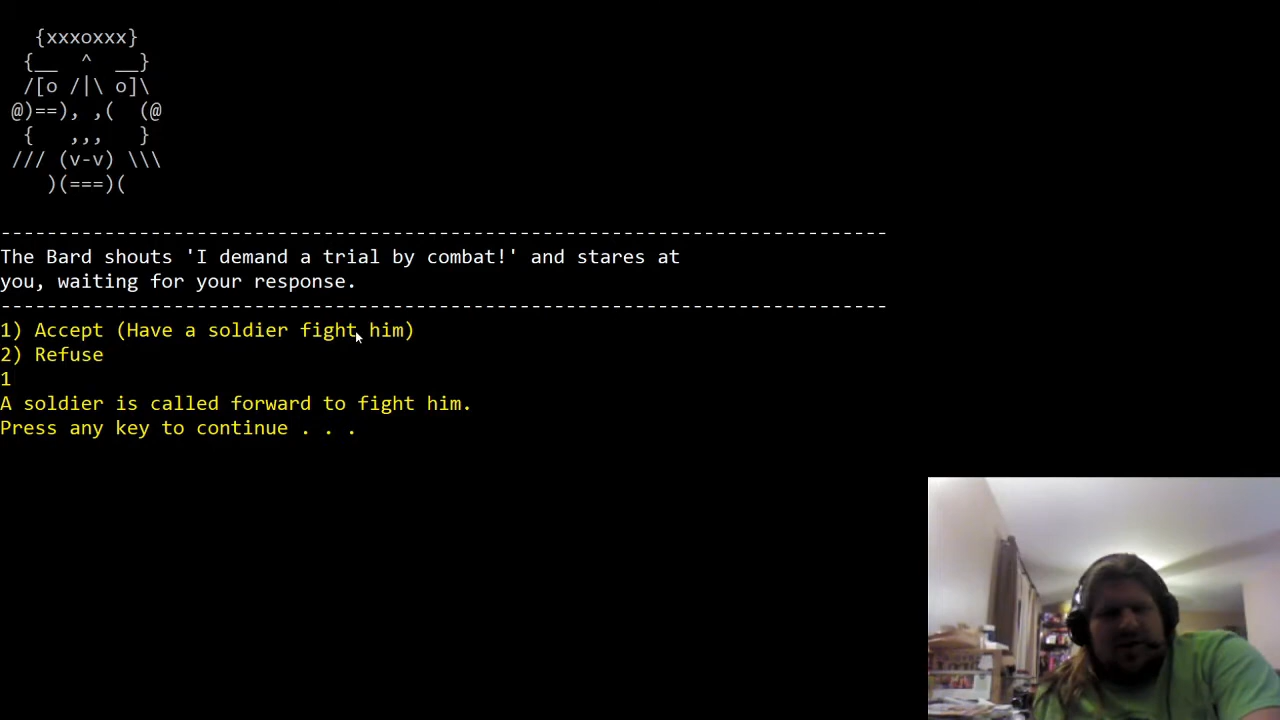 {xxxoxxx}
{__  ^  __}
/[o /|\ o]\
@)==), ,(  (@
{   ,,,   }
/// (v-v) \\\
)(===)(
-----------------------------------------------------------------------------
The Bard shouts 'I demand a trial by combat!' and stares at
you, waiting for your response.
-----------------------------------------------------------------------------
1) Accept (Have a soldier fight him)
2) Refuse
1
A soldier is called forward to fight him.
Press any key to continue . . .